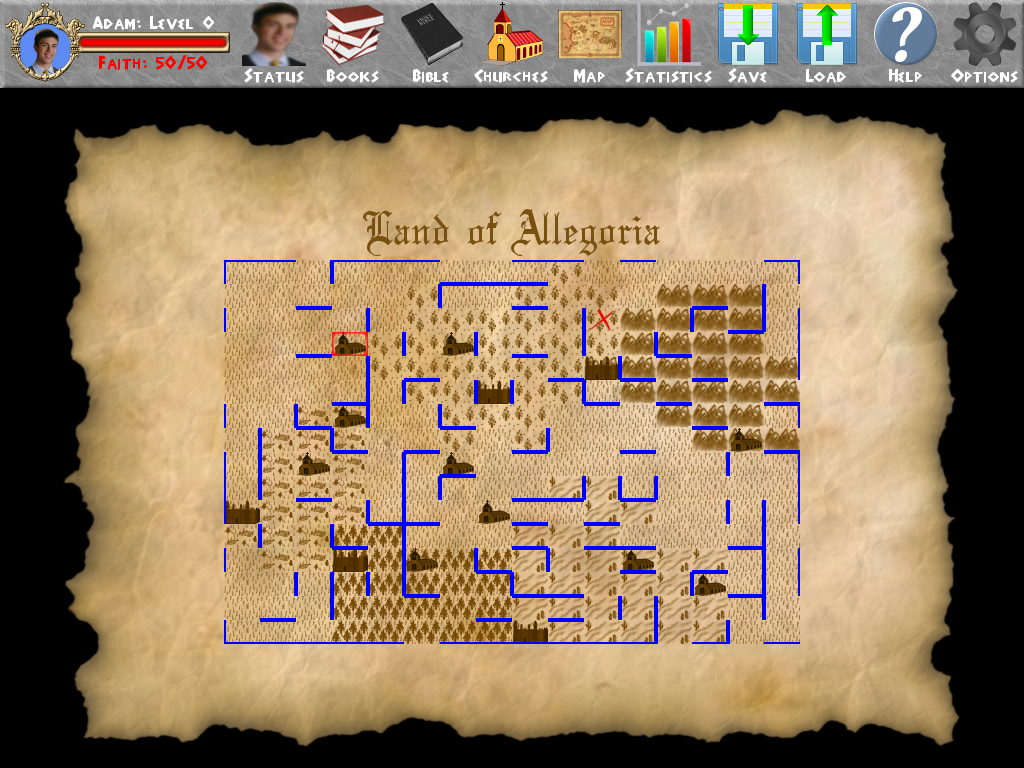 Adam: Level 0
Faith: 50/50
Status
Books
Bible
Churches
Map
Statistics
Save
Load
Help
Options
Land of Allegoria